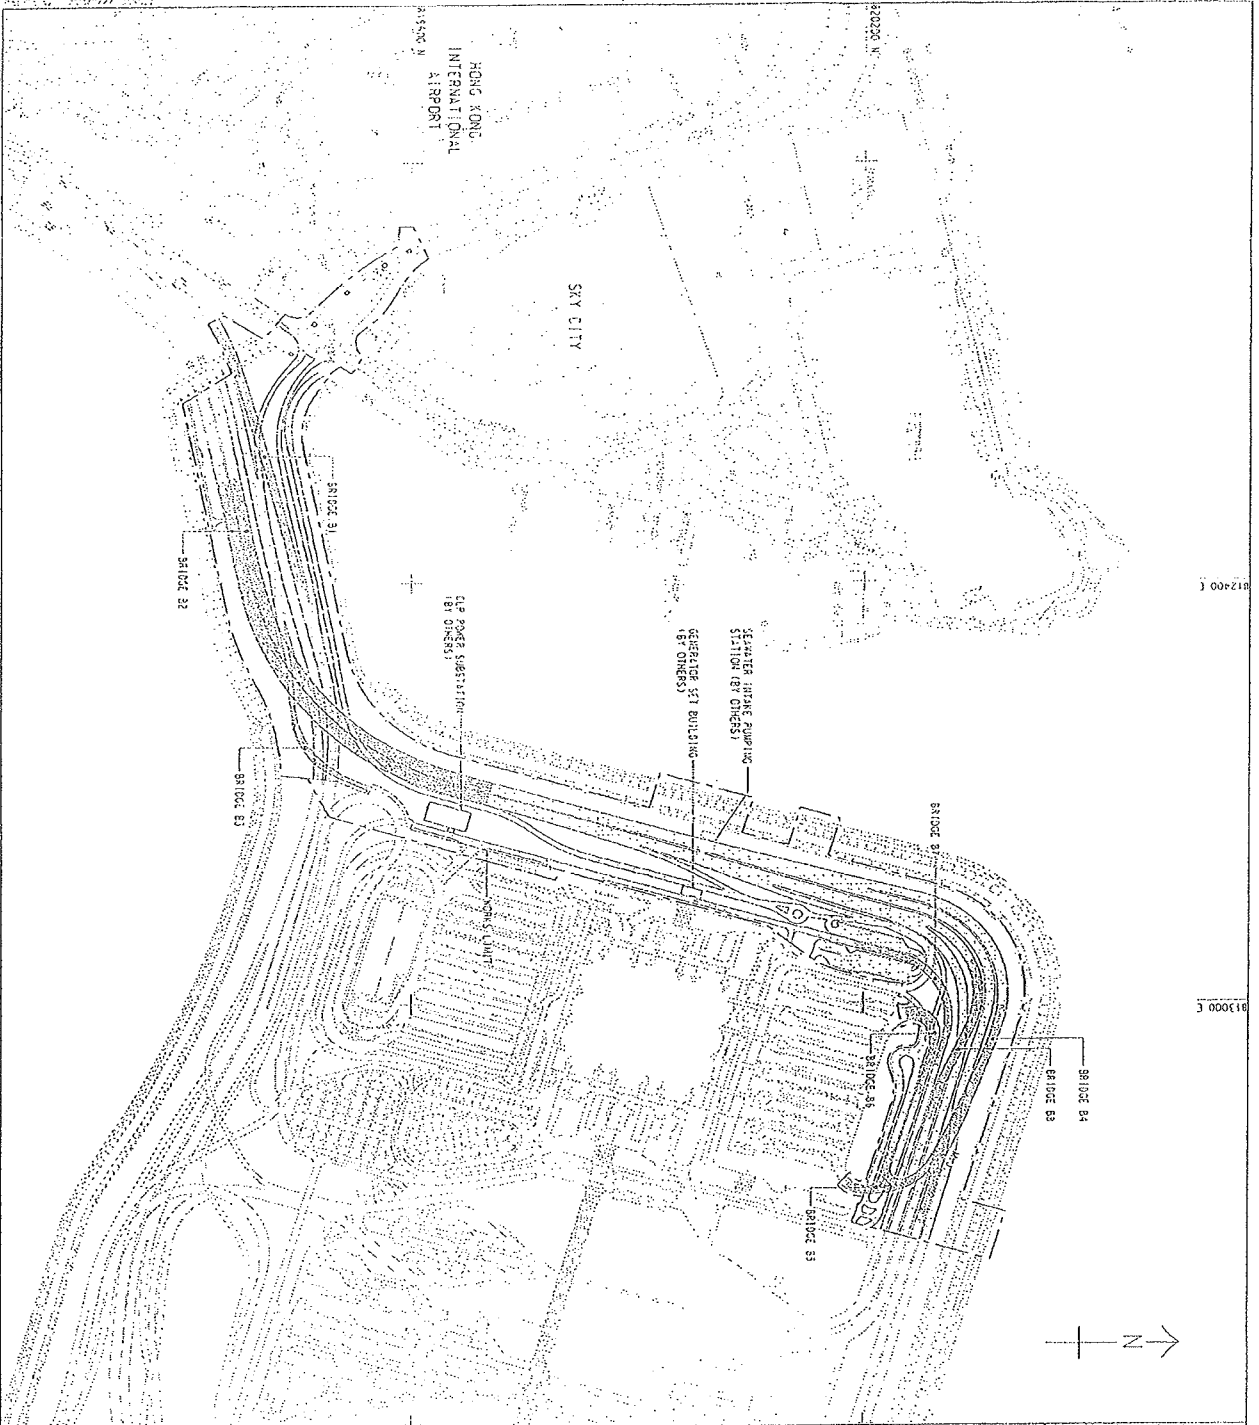 HONG KONG
INTERNATIONAL
AIRPORT
SKY CITY
820200 N
812400 E
813000 E
BRIDGE B1
BRIDGE B2
BRIDGE B3
CLP POWER SUBSTATION
(BY OTHERS)
GENERATOR SET BUILDING
(BY OTHERS)
SEAWATER INTAKE PUMPING
STATION (BY OTHERS)
WORKS LIMIT
BRIDGE B4
BRIDGE B8
BRIDGE B6
BRIDGE B5
N